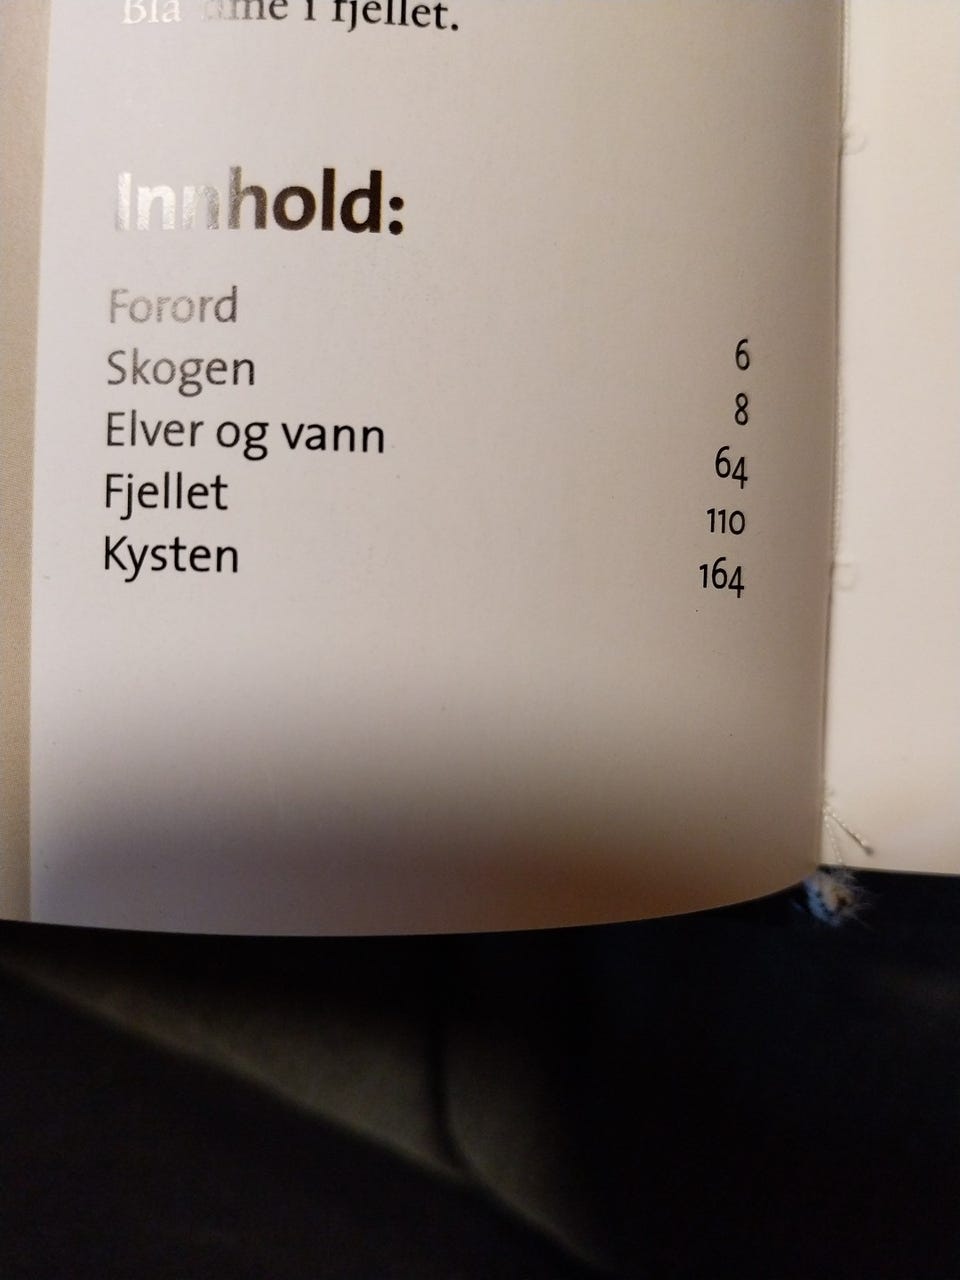 i fjellet.
Innhold:
Forord 6
Skogen 8
Elver og vann 64
Fjellet 110
Kysten 164